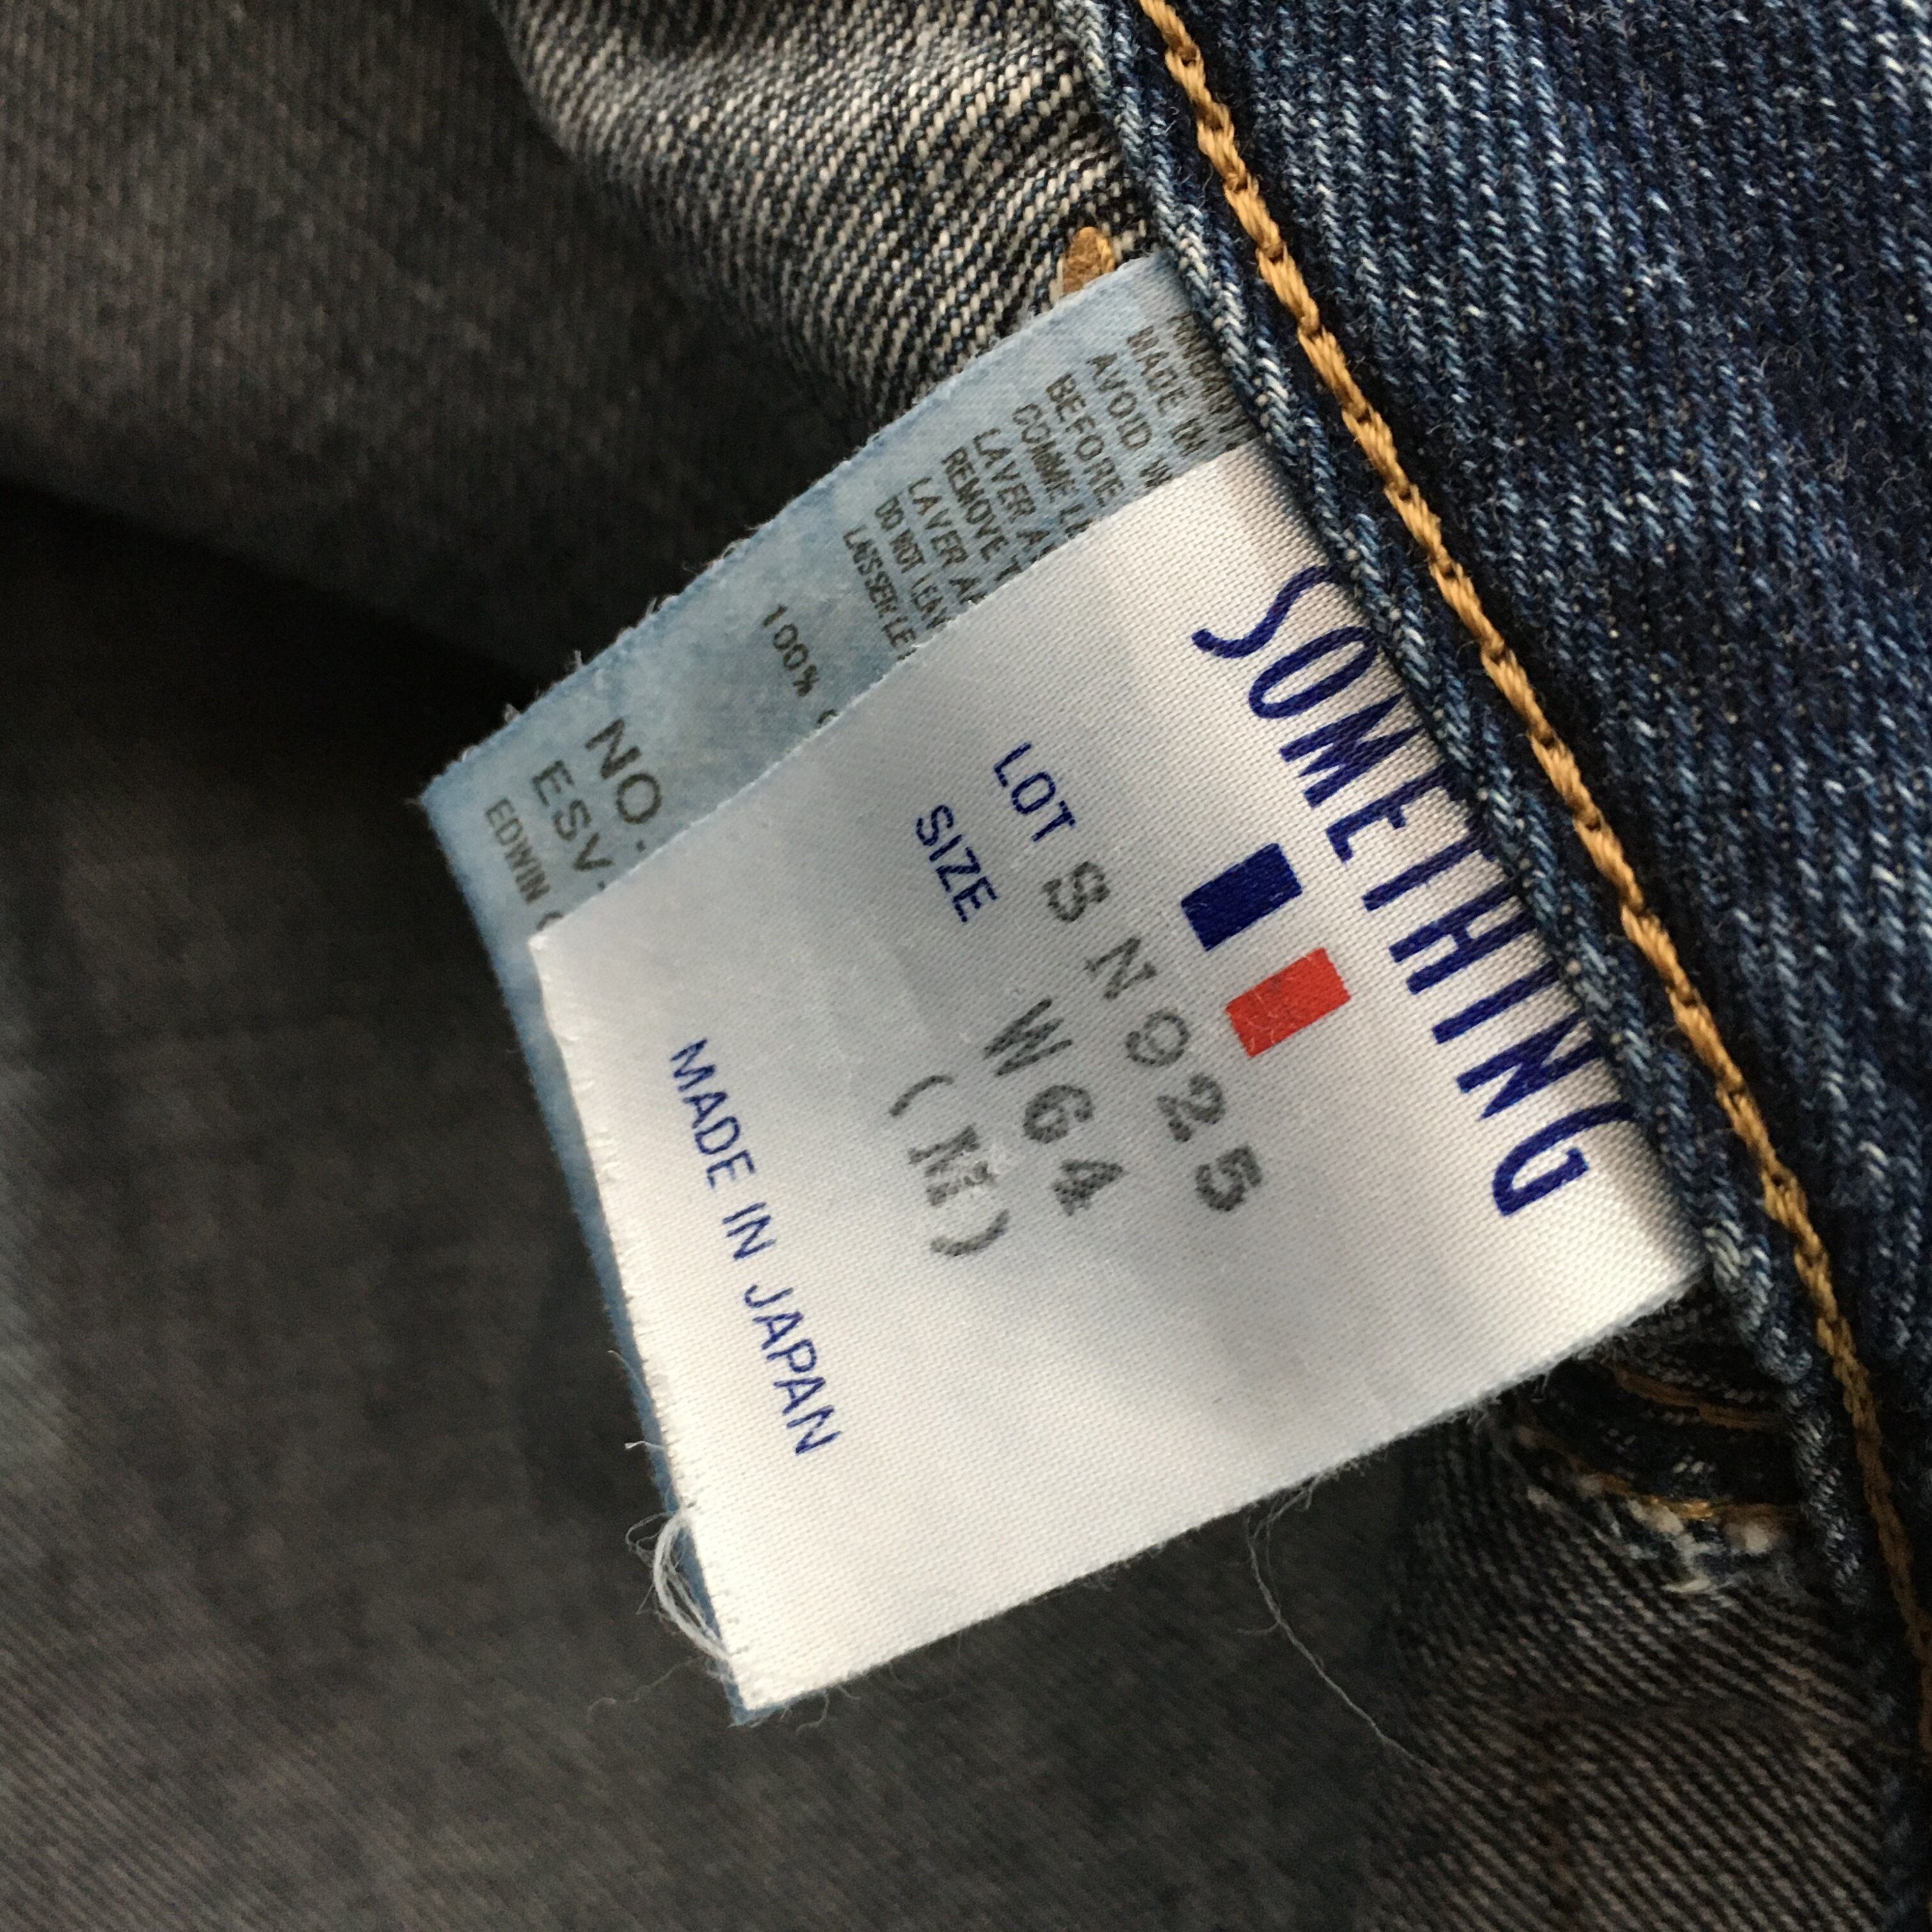 SOMETHING
LOT SN925
SIZE W64
(M)
MADE IN JAPAN
MADE IN
AVOID
BEFORE
COMME
LAVER
REMOVE
LAVER
DO NOT
LAISSER
100%
NO.
ESV
EDWIN